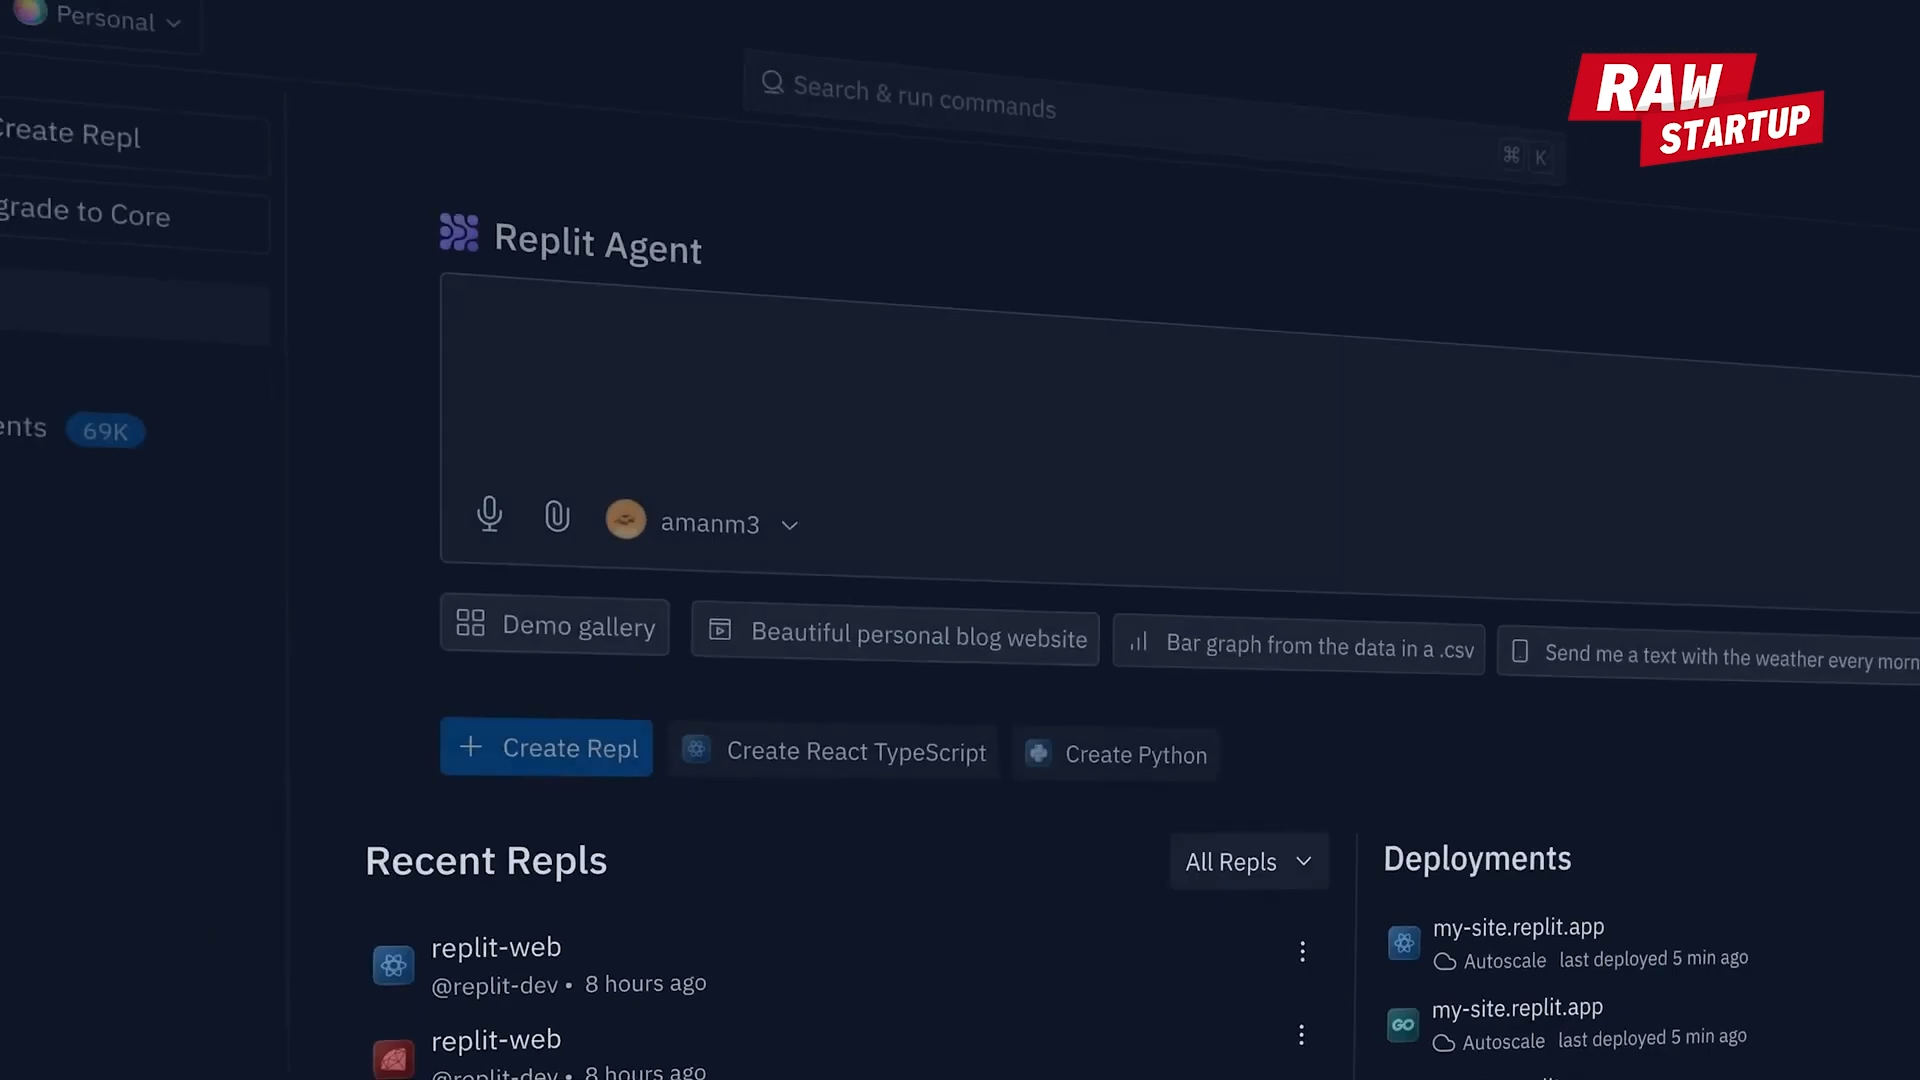 Personal
Search & run commands
⌘ K
RAW
STARTUP
Create Repl
grade to Core
Replit Agent
ents 69K
amanm3
Demo gallery
Beautiful personal blog website
Bar graph from the data in a .csv
Send me a text with the weather every morn
+ Create Repl
Create React TypeScript
Create Python
Recent Repls
All Repls
replit-web
@replit-dev • 8 hours ago
replit-web
@replit-dev • 8 hours ago
Deployments
my-site.replit.app
Autoscale last deployed 5 min ago
GO
my-site.replit.app
Autoscale last deployed 5 min ago